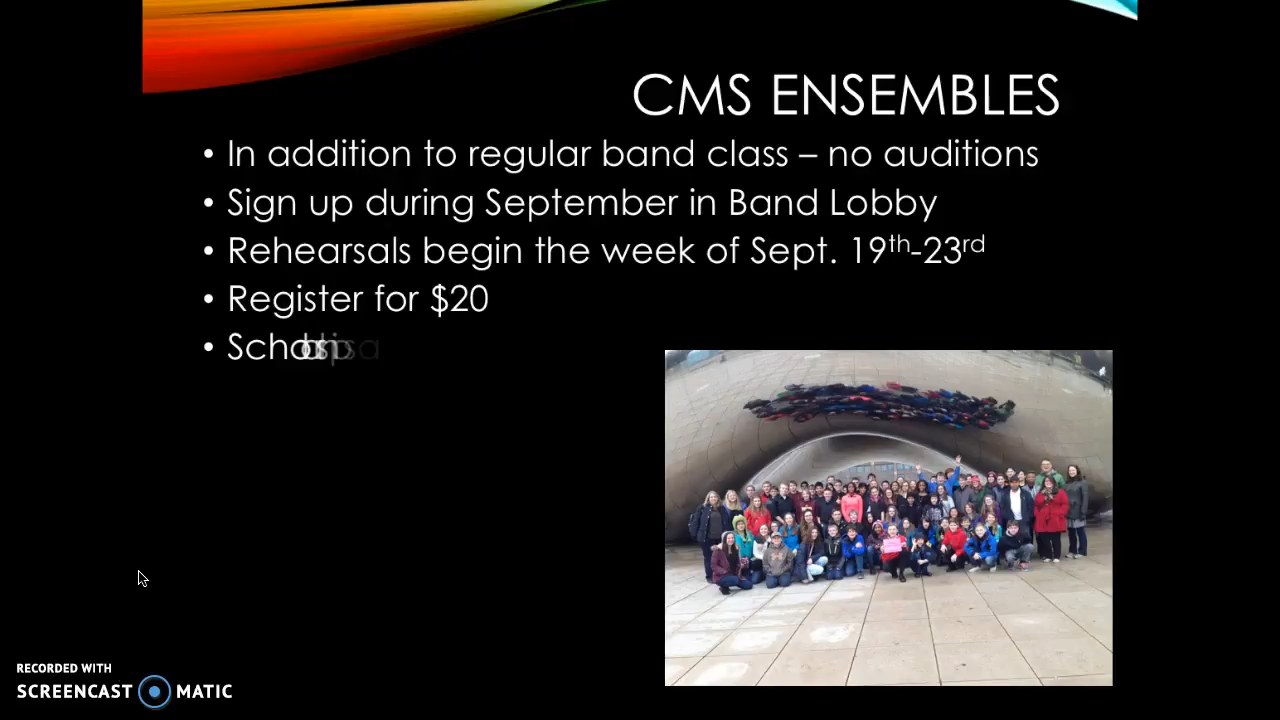 CMS ENSEMBLES
• In addition to regular band class – no auditions
• Sign up during September in Band Lobby
• Rehearsals begin the week of Sept. 19th-23rd
• Register for $20
RECORDED WITH
SCREENCAST MATIC